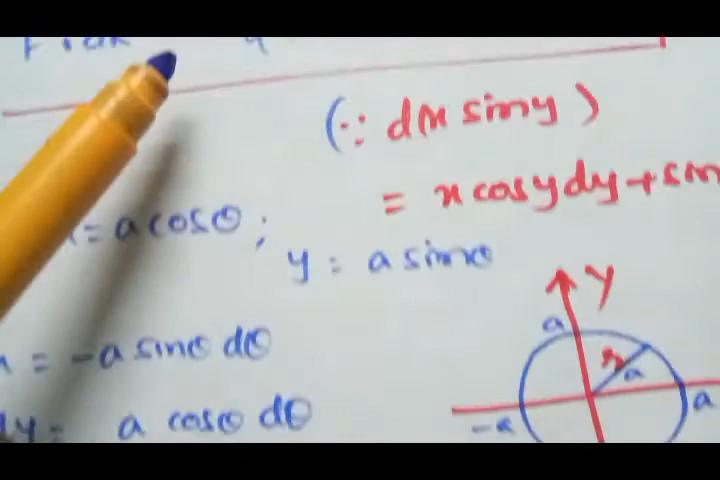 (∵ d(x siny)
= x cosy dy + sin
= a cosθ ;
y = a sinθ
= -a sinθ dθ
dy = a cosθ dθ
Y
a
r
a
-a
a